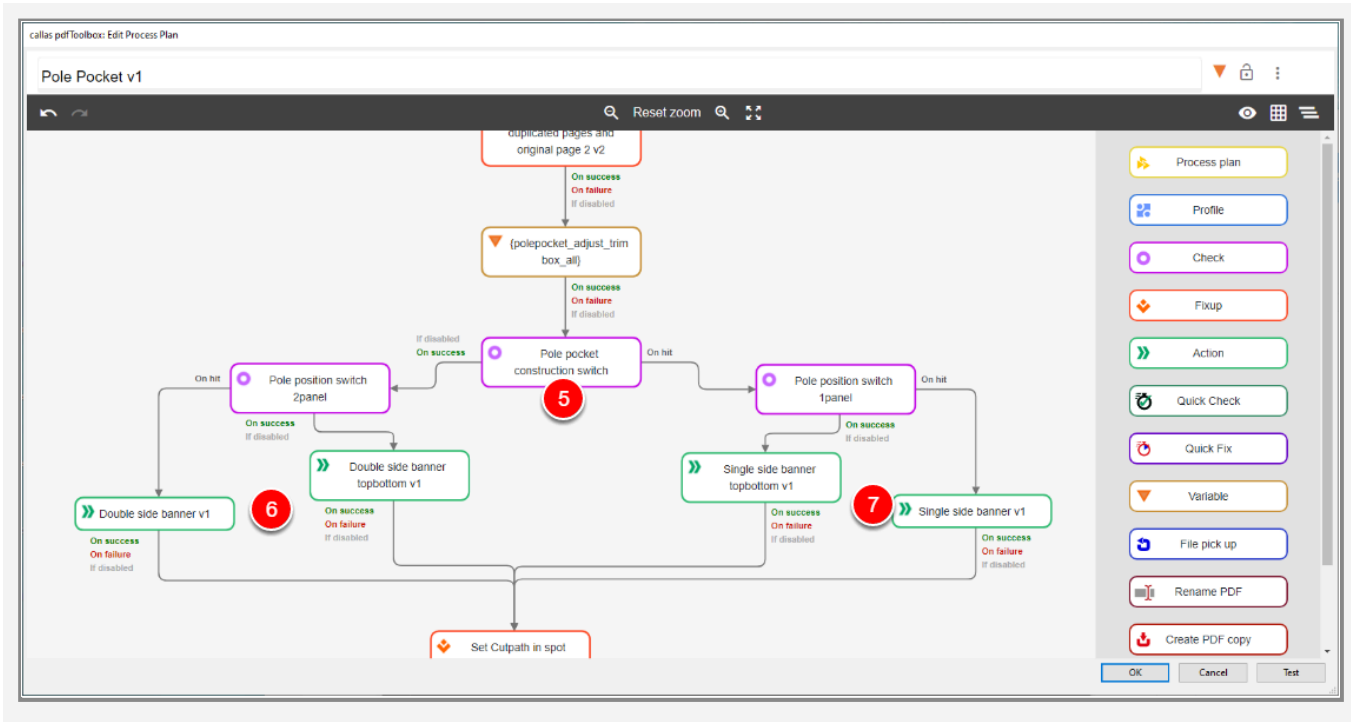 callas pdfToolbox: Edit Process Plan
Pole Pocket v1
Reset zoom
duplicated pages and
original page 2 v2
On success
On failure
If disabled
{polepocket_adjust_trim
box_all}
On success
On failure
If disabled
If disabled
On success
Pole pocket
construction switch
On hit
5
On hit
Pole position switch
2panel
On success
If disabled
Pole position switch
1panel
On hit
On success
If disabled
Double side banner
topbottom v1
On success
On failure
If disabled
Single side banner
topbottom v1
On success
On failure
If disabled
Double side banner v1
6
On success
On failure
If disabled
7
Single side banner v1
On success
On failure
If disabled
Set Cutpath in spot
Process plan
Profile
Check
Fixup
Action
Quick Check
Quick Fix
Variable
File pick up
Rename PDF
Create PDF copy
OK
Cancel
Test